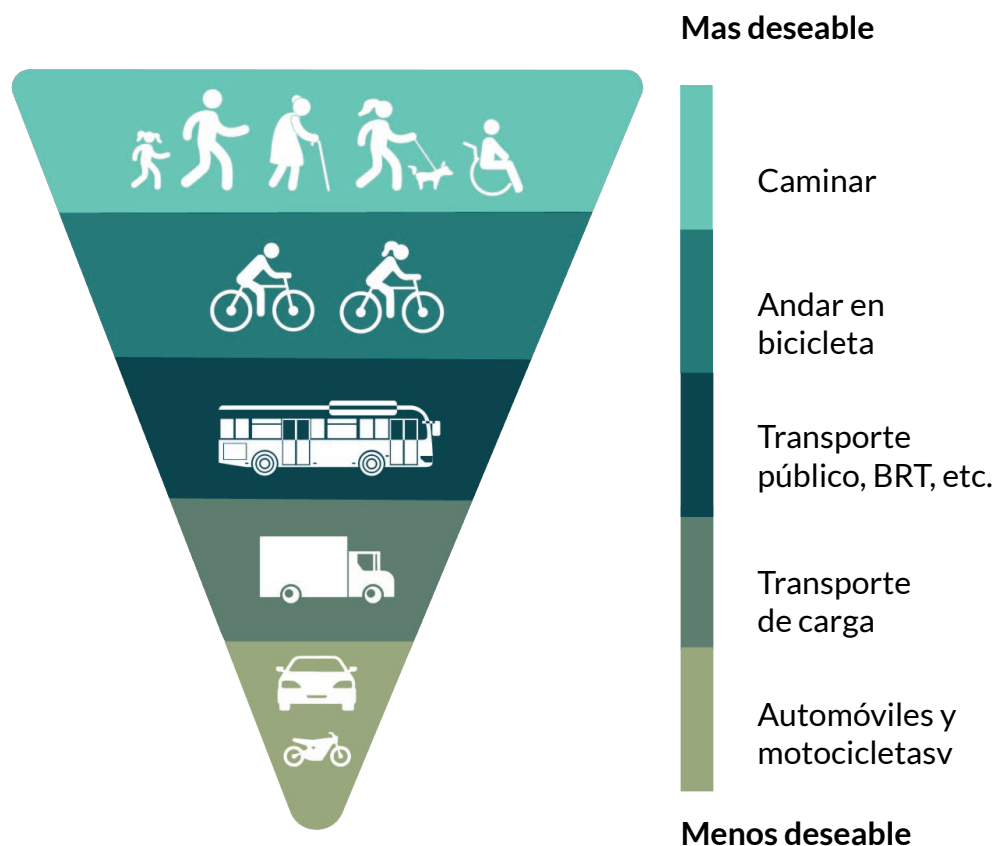 Mas deseable
Caminar
Andar en
bicicleta
Transporte
público, BRT, etc.
Transporte
de carga
Automóviles y
motocicletasv
Menos deseable